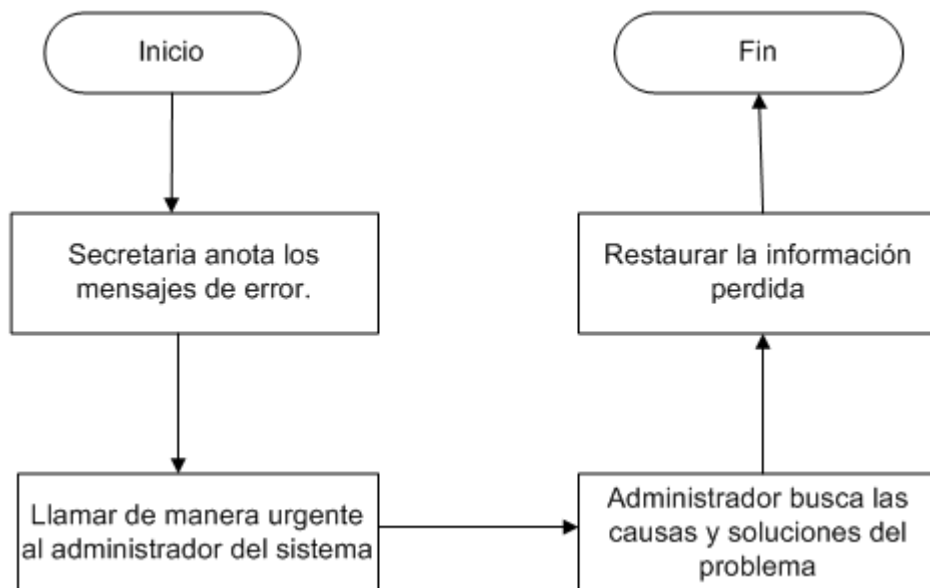 Inicio
Secretaria anota los
mensajes de error.
Llamar de manera urgente
al administrador del sistema
Administrador busca las
causas y soluciones del
problema
Restaurar la información
perdida
Fin